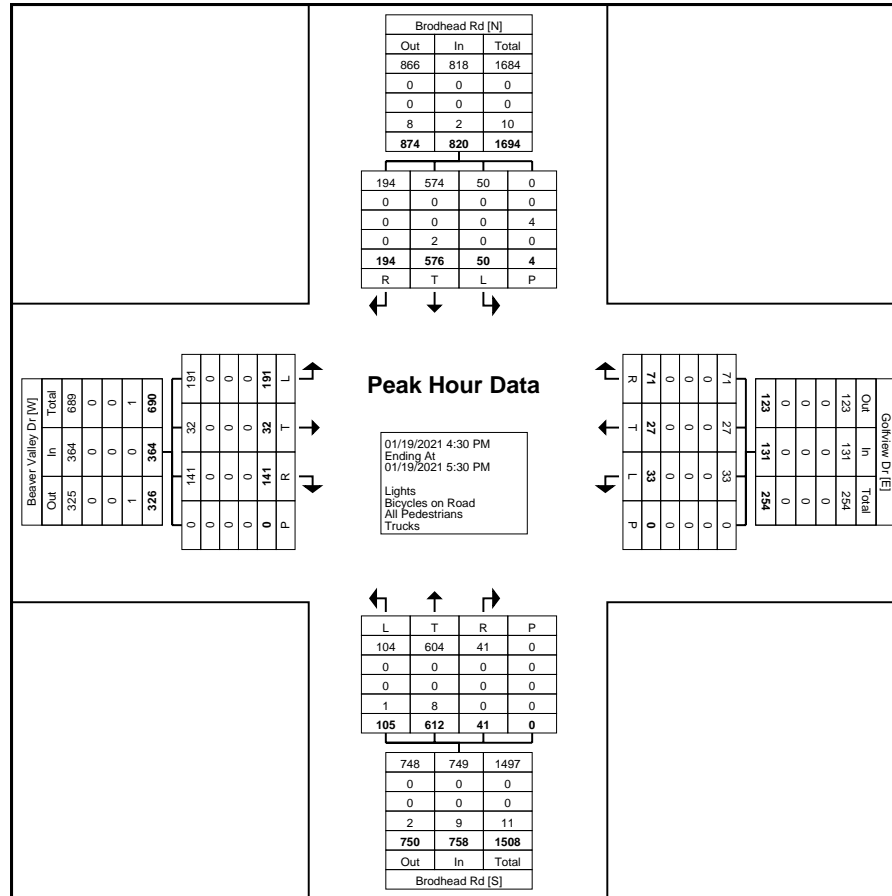 Brodhead Rd [N]
Out In Total
866 818 1684
0 0 0
0 0 0
8 2 10
874 820 1694
194 574 50 0
0 0 0 0
0 0 0 4
0 2 0 0
194 576 50 4
R T L P
Beaver Valley Dr [W]
Total 689 0 0 1 690
In 364 0 0 0 364
Out 325 0 0 1 326
191 0 0 0 191 L
32 0 0 0 32 T
141 0 0 0 141 R
0 0 0 0 0 P
Peak Hour Data
01/19/2021 4:30 PM
Ending At
01/19/2021 5:30 PM
Lights
Bicycles on Road
All Pedestrians
Trucks
R 71 0 0 0 71
T 27 0 0 0 27
L 33 0 0 0 33
P 0 0 0 0 0
Golfview Dr [E]
Out 123 0 0 0 123
In 131 0 0 0 131
Total 254 0 0 0 254
L T R P
104 604 41 0
0 0 0 0
0 0 0 0
1 8 0 0
105 612 41 0
748 749 1497
0 0 0
0 0 0
2 9 11
750 758 1508
Out In Total
Brodhead Rd [S]